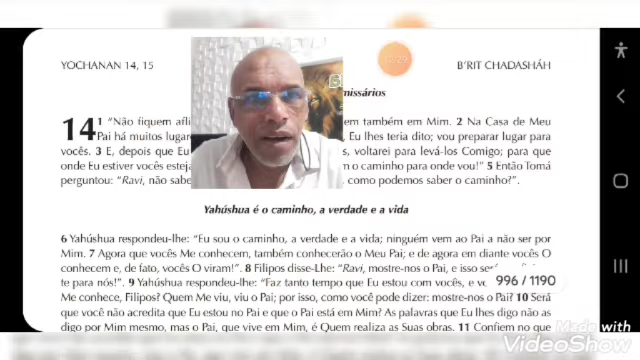 YOCHANAN 14, 15 B'RIT CHADASHÁH
12:29
missários
14 1 "Não fiquem afli em também em Mim. 2 Na Casa de Meu
Pai há muitos lugar Eu lhes teria dito; vou preparar lugar para
vocês. 3 E, depois que Eu s, voltarei para levá-los Comigo; para que
onde Eu estiver vocês esteja m o caminho para onde vou!" 5 Então Tomá
perguntou: "Ravi, não sabe , como podemos saber o caminho?".
Yahúshua é o caminho, a verdade e a vida
6 Yahúshua respondeu-lhe: "Eu sou o caminho, a verdade e a vida; ninguém vem ao Pai a não ser por
Mim. 7 Agora que vocês Me conhecem, também conhecerão o Meu Pai; e de agora em diante vocês O
conhecem e, de fato, vocês O viram!". 8 Filipos disse-Lhe: "Ravi, mostre-nos o Pai, e isso
te para nós!". 9 Yahúshua respondeu-lhe: "Faz tanto tempo que Eu estou com vocês, e vo
996 / 1190
Me conhece, Filipos? Quem Me viu, viu o Pai; por isso, como você pode dizer: mostre-nos o Pai? 10 Será
que você não acredita que Eu estou no Pai e que o Pai está em Mim? As palavras que Eu lhes digo não as
digo por Mim mesmo, mas o Pai, que vive em Mim, é Quem realiza as Suas obras. 11 Confiem no que
Made with
VideoShow